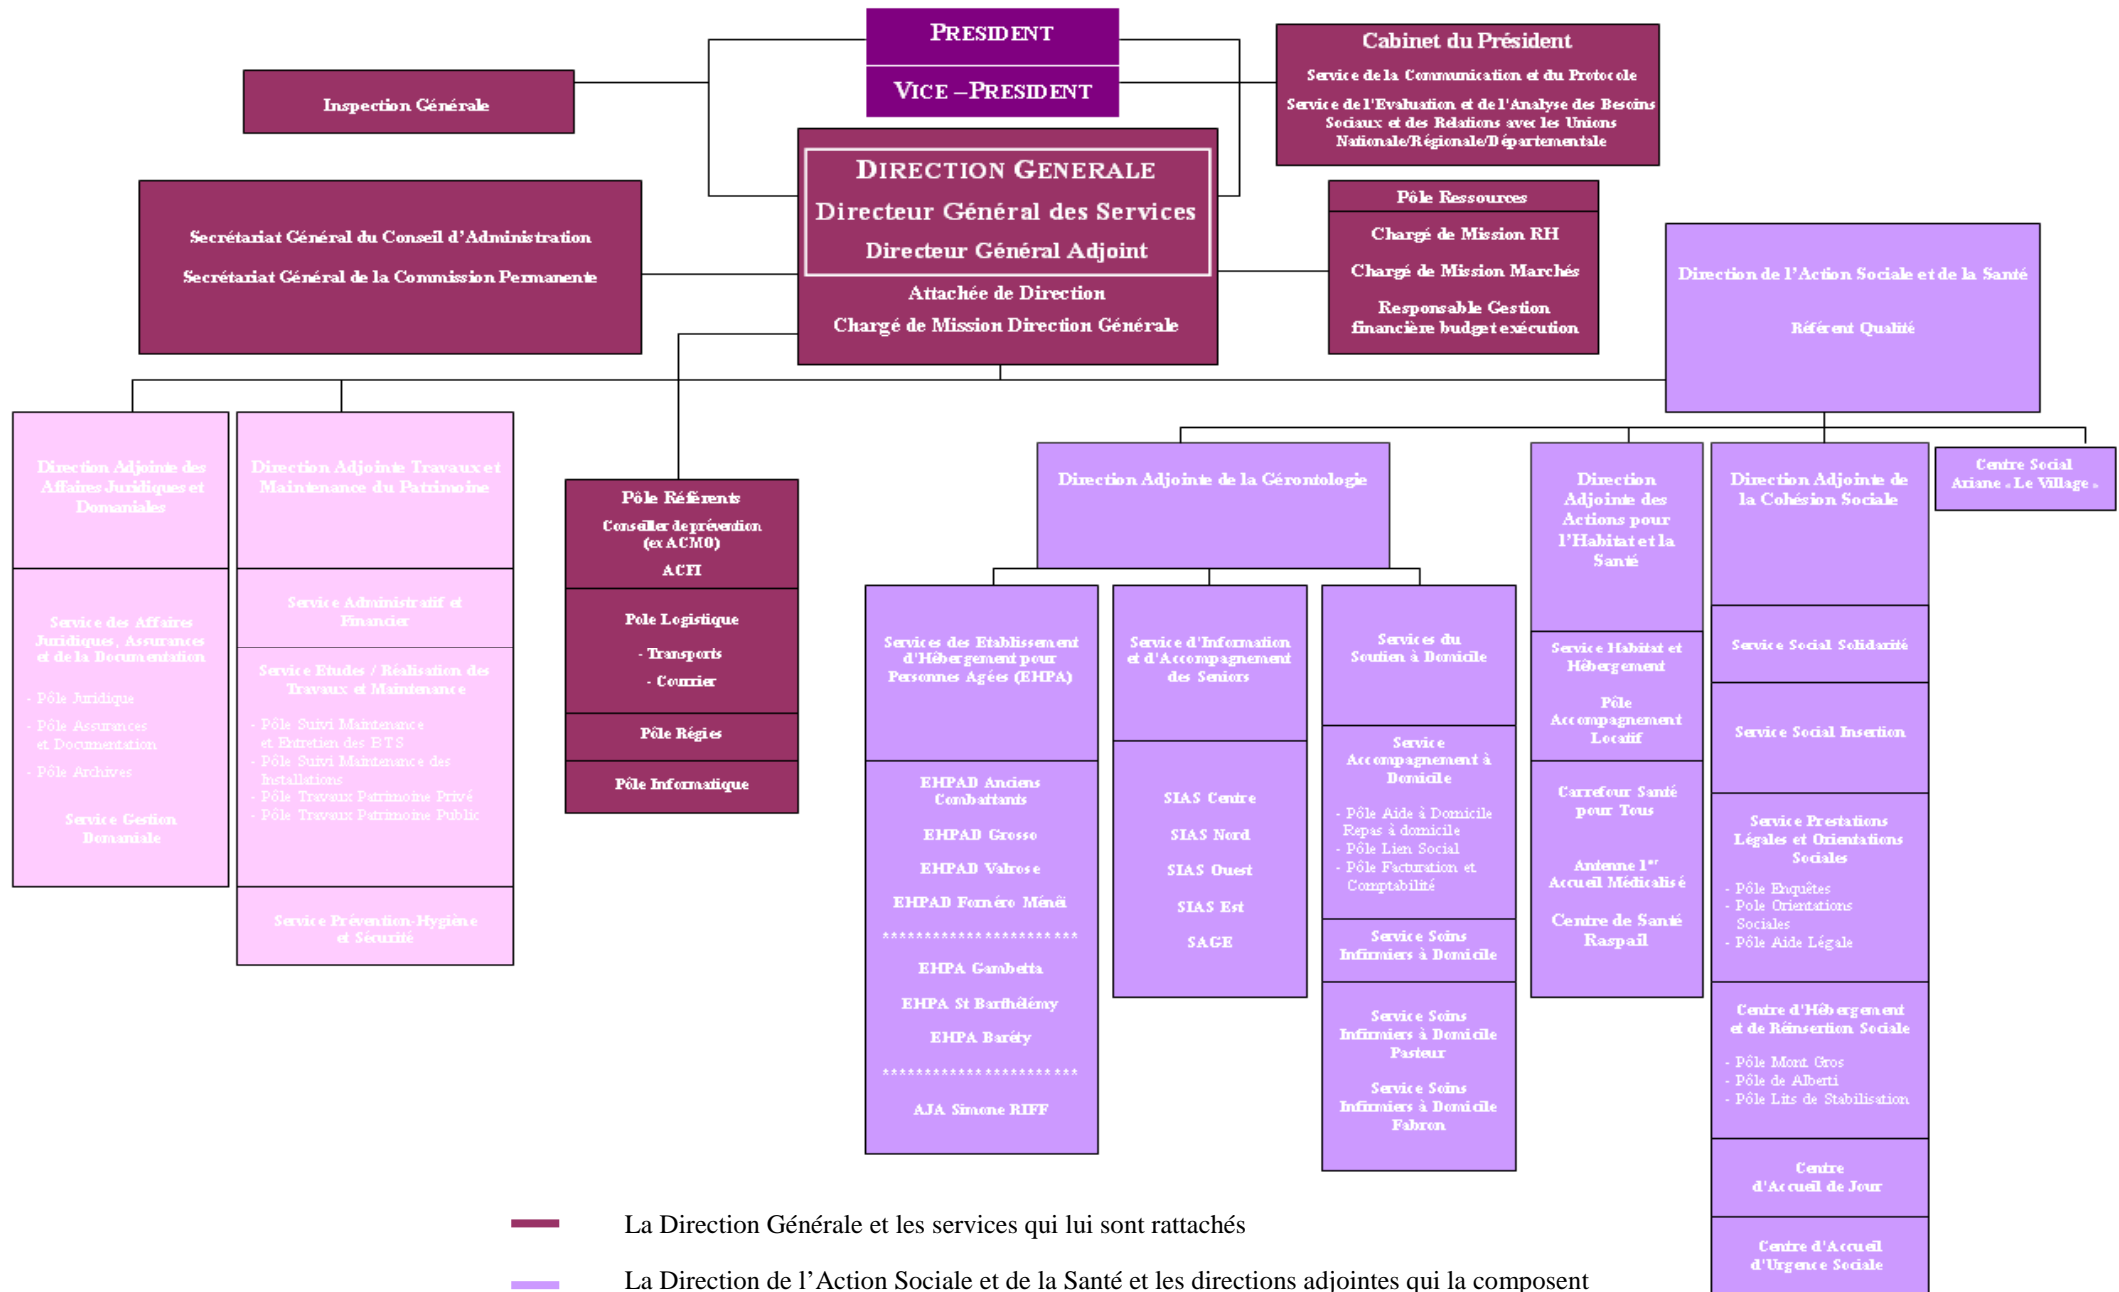 PRESIDENT
VICE –PRESIDENT
Cabinet du Président
Service de la Communication et du Protocole
Service de l'Evaluation et de l'Analyse des Besoins
Sociaux et des Relations avec les Unions
Nationale/Régionale/Départementale
Inspection Générale
DIRECTION GENERALE
Directeur Général des Services
Directeur Général Adjoint
Attachée de Direction
Chargé de Mission Direction Générale
Secrétariat Général du Conseil d'Administration
Secrétariat Général de la Commission Permanente
Pôle Ressources
Chargé de Mission RH
Chargé de Mission Marchés
Responsable Gestion
financière budget exécution
Direction de l'Action Sociale et de la Santé
Référent Qualité
Direction Adjointe des
Affaires Juridiques et
Domaniales
Service des Affaires
Juridiques, Assurances
et de la Documentation
- Pôle Juridique
- Pôle Assurances
et Documentation
- Pôle Archives
Service Gestion
Domaniale
Direction Adjointe Travaux et
Maintenance du Patrimoine
Service Administratif et
Financier
Service Etudes / Réalisation des
Travaux et Maintenance
- Pôle Suivi Maintenance
et Entretien des BTS
- Pôle Suivi Maintenance des
Installations
- Pôle Travaux Patrimoine Privé
- Pôle Travaux Patrimoine Public
Service Prévention-Hygiène
et Sécurité
Pôle Référents
Conseiller de prévention
(ex ACMO)
ACFI
Pole Logistique
- Transports
- Courrier
Pôle Régies
Pôle Informatique
Direction Adjointe de la Gérontologie
Services des Etablissement
d'Hébergement pour
Personnes Agées (EHPA)
EHPAD Anciens
Combattants
EHPAD Grosso
EHPAD Valrose
EHPAD Fornéro Ménéi
***********************
EHPA Gambetta
EHPA St Barthélémy
EHPA Baréty
***********************
AJA Simone RIFF
Service d'Information
et d'Accompagnement
des Seniors
SIAS Centre
SIAS Nord
SIAS Ouest
SIAS Est
SAGE
Services du
Soutien à Domicile
Service
Accompagnement à
Domicile
- Pôle Aide à Domicile
Repas à domicile
- Pôle Lien Social
- Pôle Facturation et
Comptabilité
Service Soins
Infirmiers à Domicile
Service Soins
Infirmiers à Domicile
Pasteur
Service Soins
Infirmiers à Domicile
Fabron
Direction
Adjointe des
Actions pour
l'Habitat et la
Santé
Service Habitat et
Hébergement
Pôle
Accompagnement
Locatif
Carrefour Santé
pour Tous
Antenne 1er
Accueil Médicalisé
Centre de Santé
Raspail
Direction Adjointe de
la Cohésion Sociale
Service Social Solidarité
Service Social Insertion
Service Prestations
Légales et Orientations
Sociales
- Pôle Enquêtes
- Pole Orientations
Sociales
- Pôle Aide Légale
Centre d'Hébergement
et de Réinsertion Sociale
- Pôle Mont Gros
- Pôle de Alberti
- Pôle Lits de Stabilisation
Centre
d'Accueil de Jour
Centre d'Accueil
d'Urgence Sociale
Centre Social
Ariane « Le Village »
La Direction Générale et les services qui lui sont rattachés
La Direction de l'Action Sociale et de la Santé et les directions adjointes qui la composent